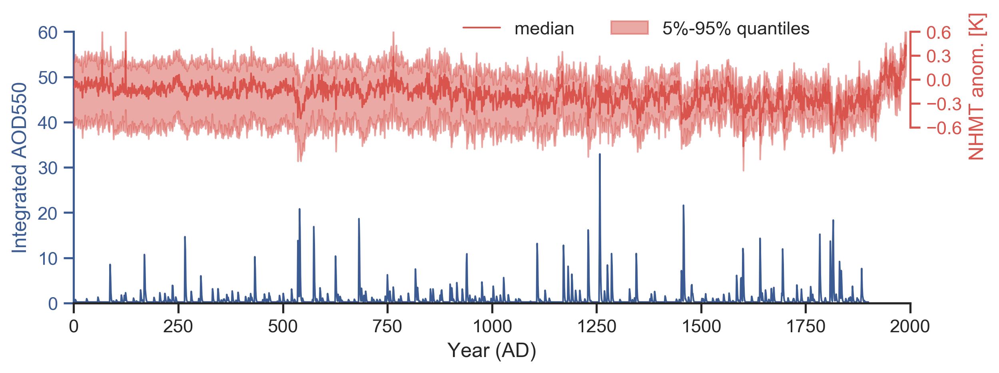 median
5%-95% quantiles
60
50
40
30
20
10
0
Integrated AOD550
0.6
0.3
0.0
−0.3
−0.6
NHMT anom. [K]
0 250 500 750 1000 1250 1500 1750 2000
Year (AD)